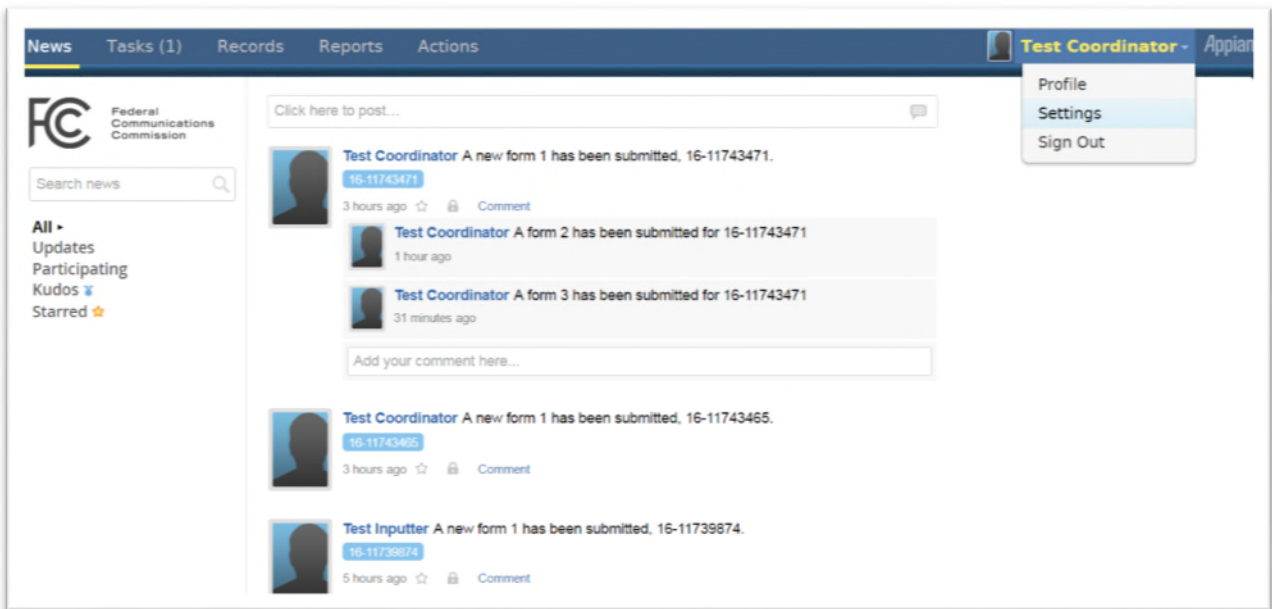 News Tasks (1) Records Reports Actions Test Coordinator Appian
Profile
Settings
Sign Out
FCC
Federal
Communications
Commission
Search news
All
Updates
Participating
Kudos
Starred
Click here to post...
Test Coordinator A new form 1 has been submitted, 16-11743471.
16-11743471
3 hours ago Comment
Test Coordinator A form 2 has been submitted for 16-11743471
1 hour ago
Test Coordinator A form 3 has been submitted for 16-11743471
31 minutes ago
Add your comment here...
Test Coordinator A new form 1 has been submitted, 16-11743465.
16-11743465
3 hours ago Comment
Test Inputter A new form 1 has been submitted, 16-11739874.
16-11739874
5 hours ago Comment